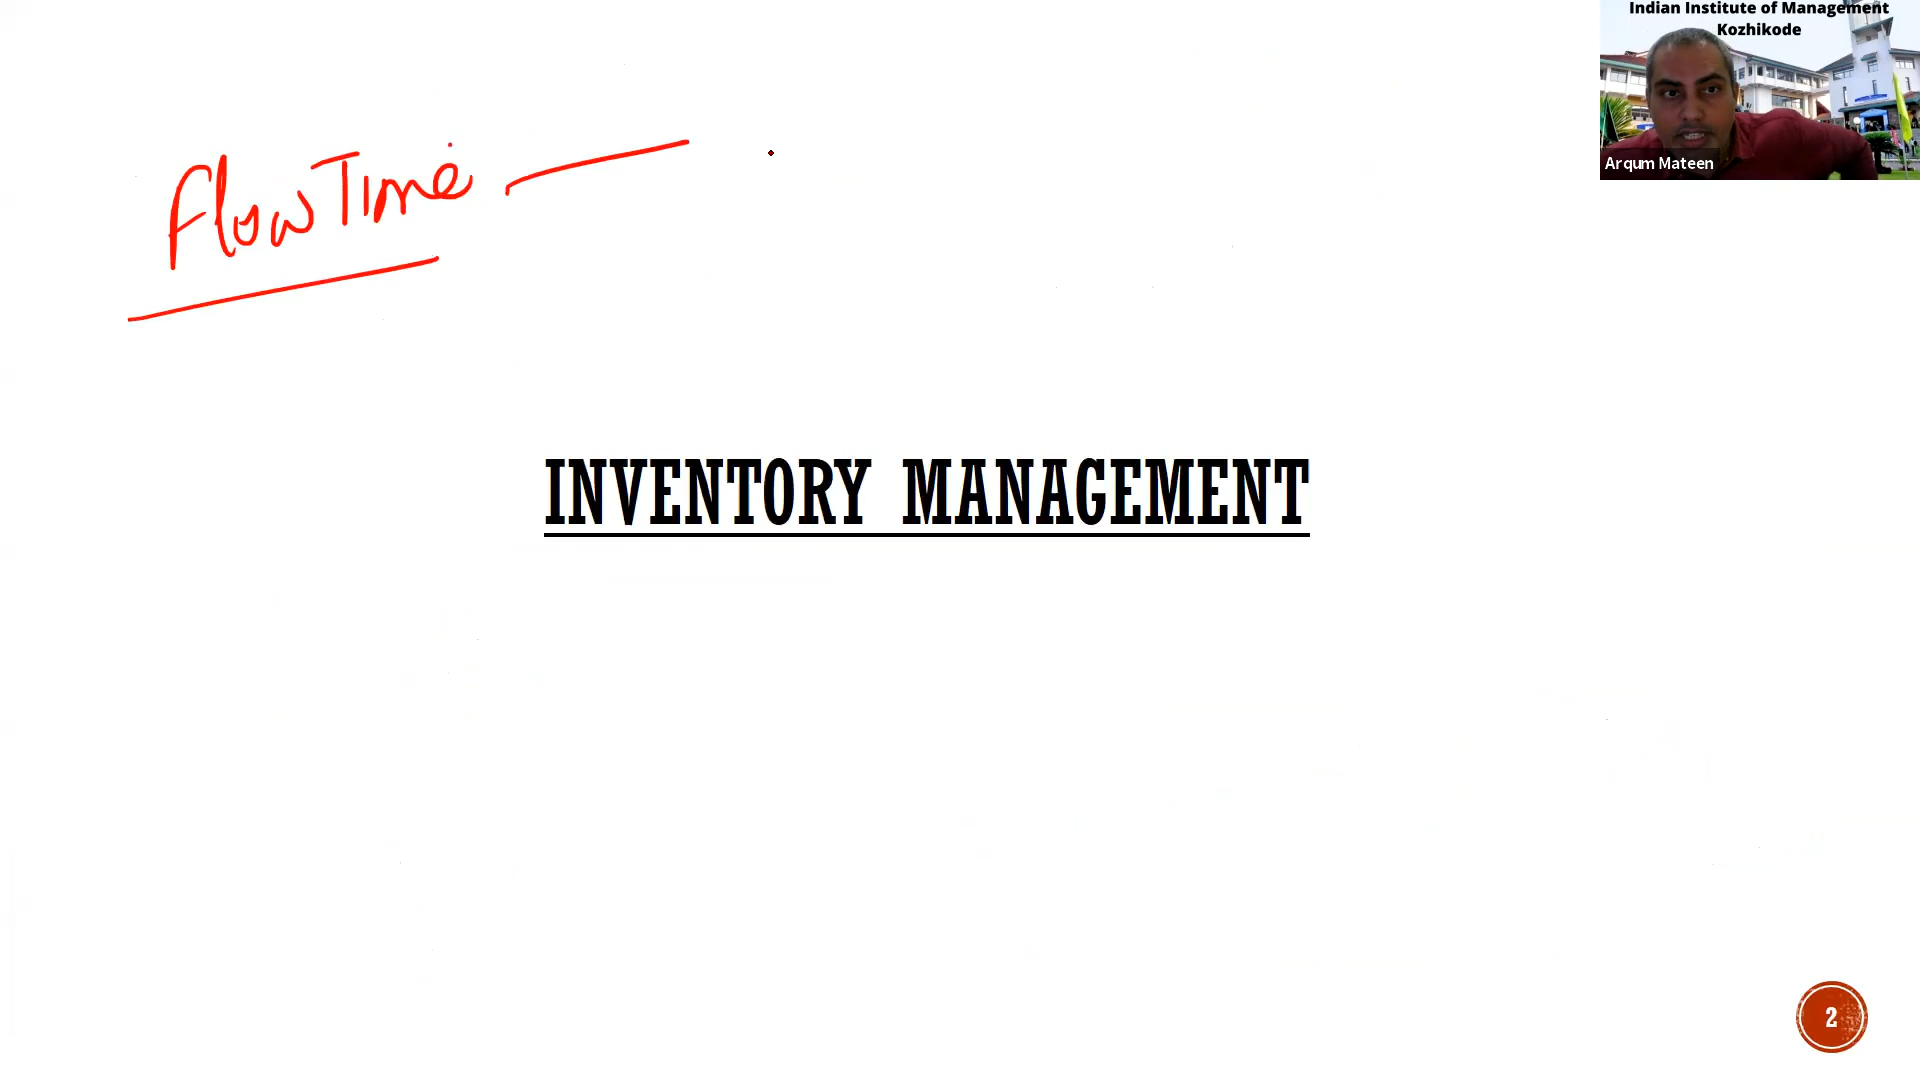 Indian Institute of Management
Kozhikode
Arqum Mateen
Flow Time
INVENTORY MANAGEMENT
2